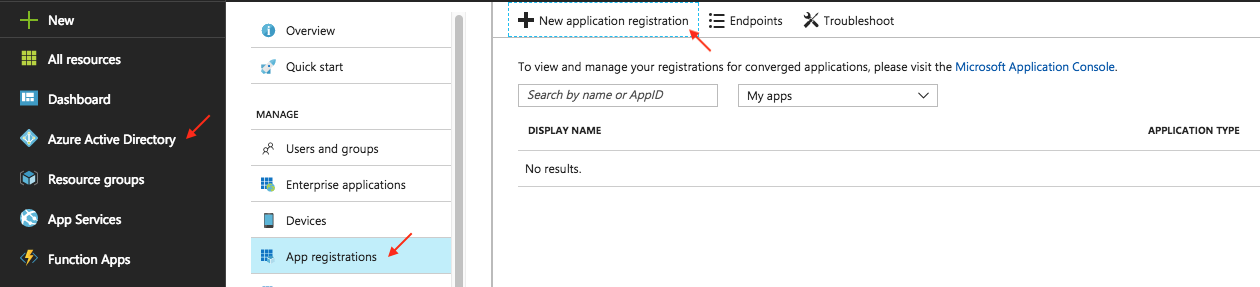 New
All resources
Dashboard
Azure Active Directory
Resource groups
App Services
Function Apps
Overview
Quick start
MANAGE
Users and groups
Enterprise applications
Devices
App registrations
New application registration Endpoints Troubleshoot
To view and manage your registrations for converged applications, please visit the Microsoft Application Console.
Search by name or AppID My apps
DISPLAY NAME APPLICATION TYPE
No results.